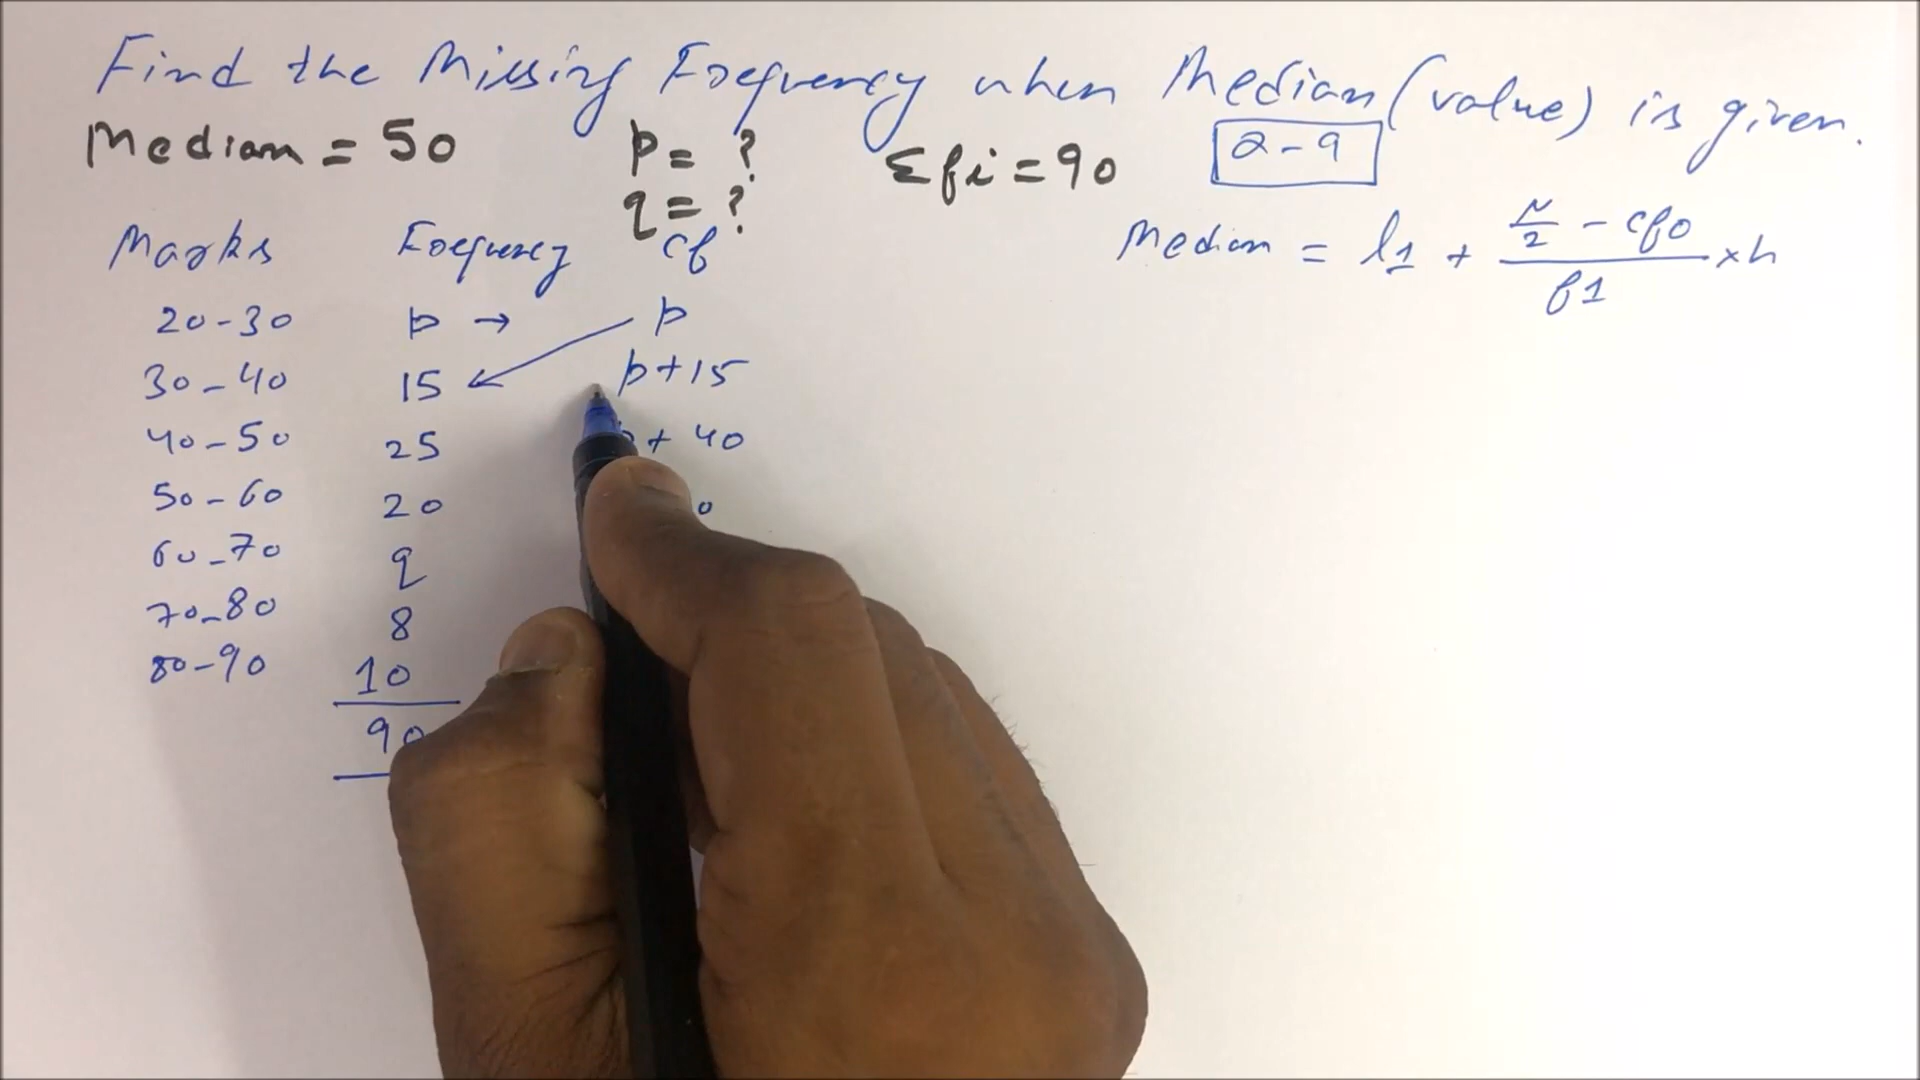 Find the Missing Frequency when Median (value) is given.
Median = 50 p = ? Σfi = 90 Q-9
q = ?
Marks Frequency cf
Median = l1 + (N/2 - cf0)/f1 × h
20-30 p → p
30-40 15 p+15
40-50 25 + 40
50-60 20 0
60-70 q
70-80 8
80-90 10
90